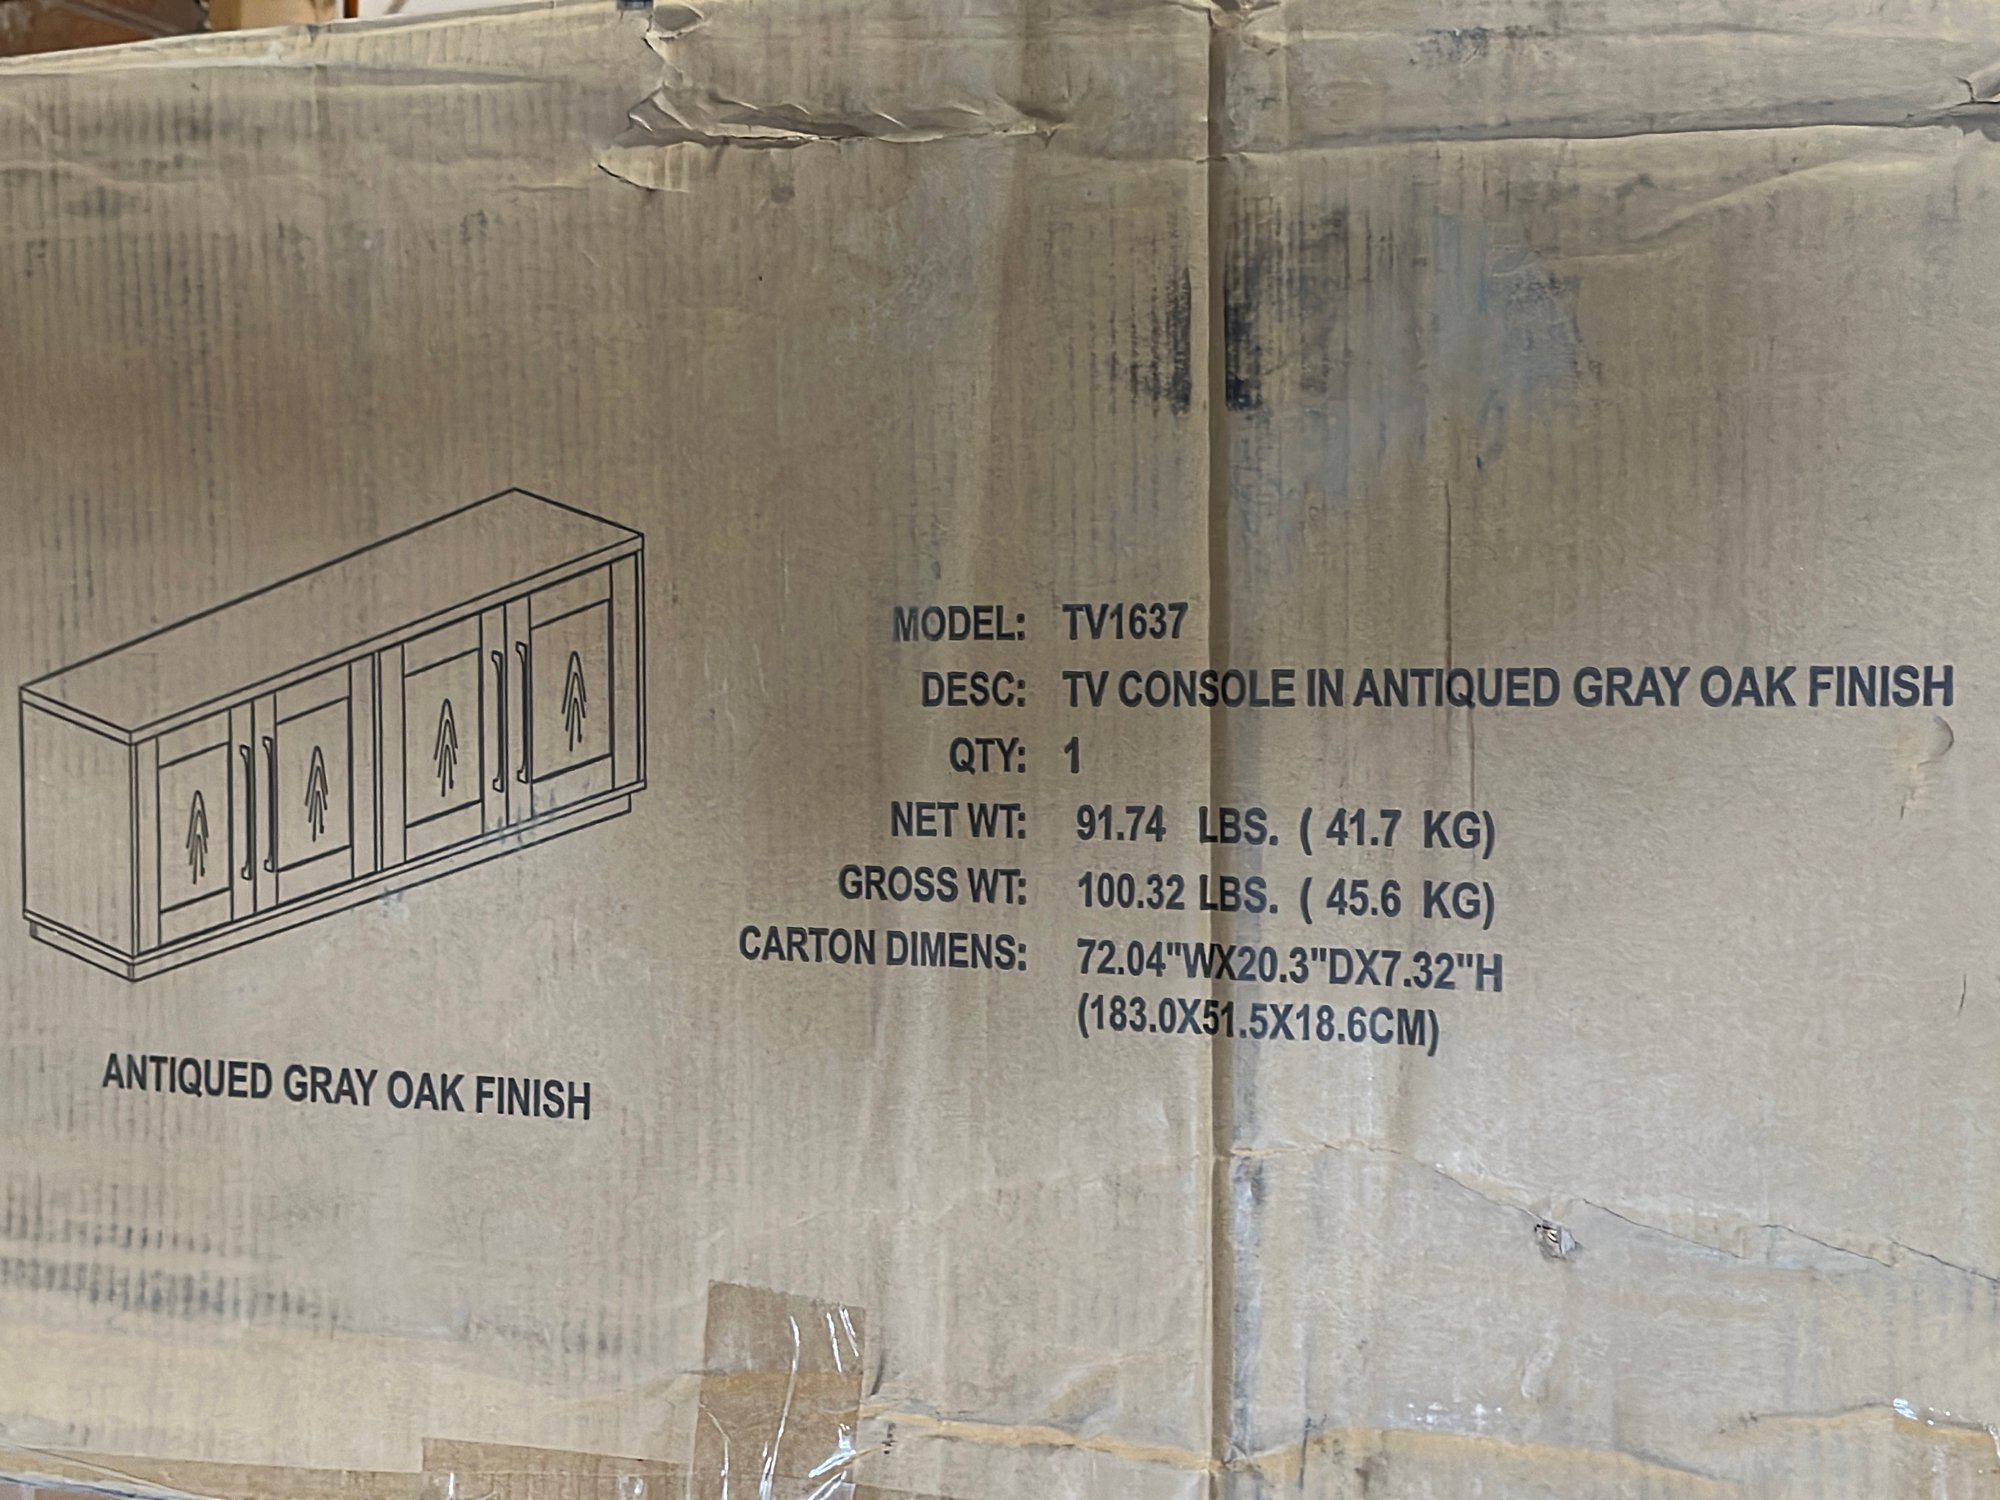 MODEL: TV1637
DESC: TV CONSOLE IN ANTIQUED GRAY OAK FINISH
QTY: 1
NET WT: 91.74 LBS. ( 41.7 KG)
GROSS WT: 100.32 LBS. ( 45.6 KG)
CARTON DIMENS: 72.04"WX20.3"DX7.32"H
(183.0X51.5X18.6CM)
ANTIQUED GRAY OAK FINISH